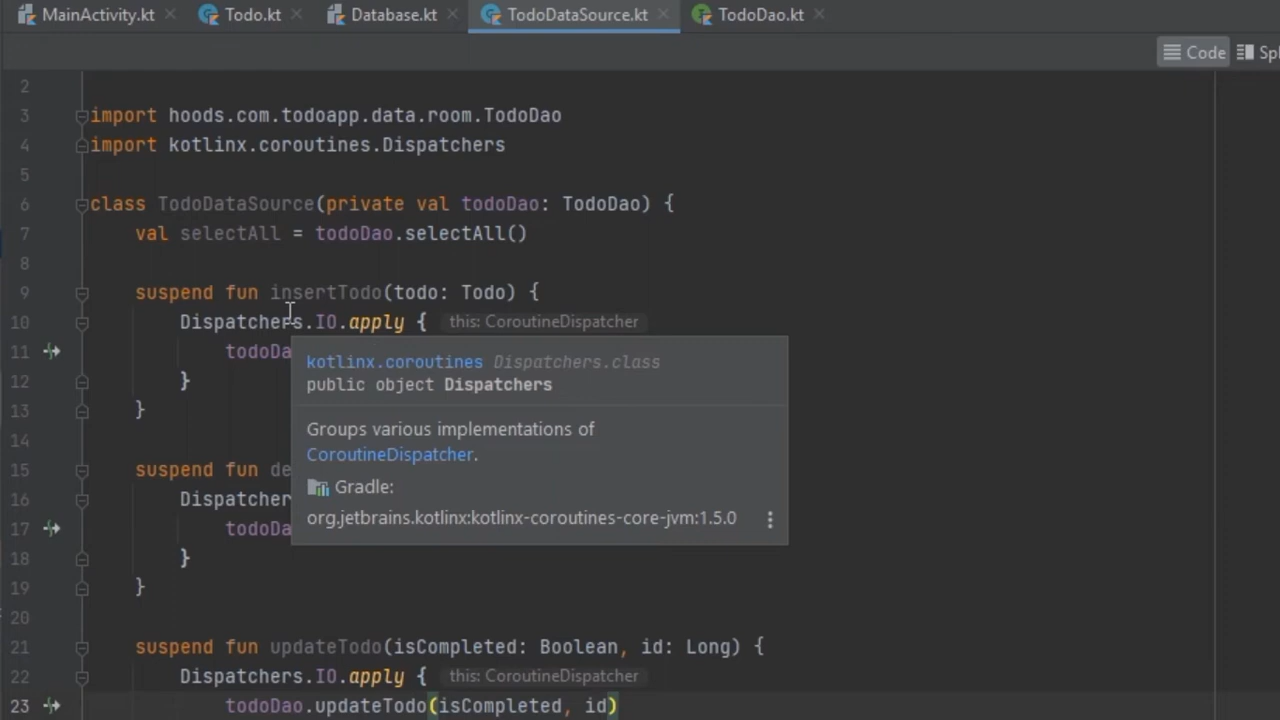 MainActivity.kt Todo.kt Database.kt TodoDataSource.kt TodoDao.kt
Code Spl
2
3 import hoods.com.todoapp.data.room.TodoDao
4 import kotlinx.coroutines.Dispatchers
5
6 class TodoDataSource(private val todoDao: TodoDao) {
7 val selectAll = todoDao.selectAll()
8
9 suspend fun insertTodo(todo: Todo) {
10 Dispatchers.IO.apply { this: CoroutineDispatcher
11 todoDa
kotlinx.coroutines Dispatchers.class
public object Dispatchers
12 }
13 }
Groups various implementations of
CoroutineDispatcher.
14
15 suspend fun de
Gradle:
16 Dispatcher
org.jetbrains.kotlinx:kotlinx-coroutines-core-jvm:1.5.0
17 todoDa
18 }
19 }
20
21 suspend fun updateTodo(isCompleted: Boolean, id: Long) {
22 Dispatchers.IO.apply { this: CoroutineDispatcher
23 todoDao.updateTodo(isCompleted, id)